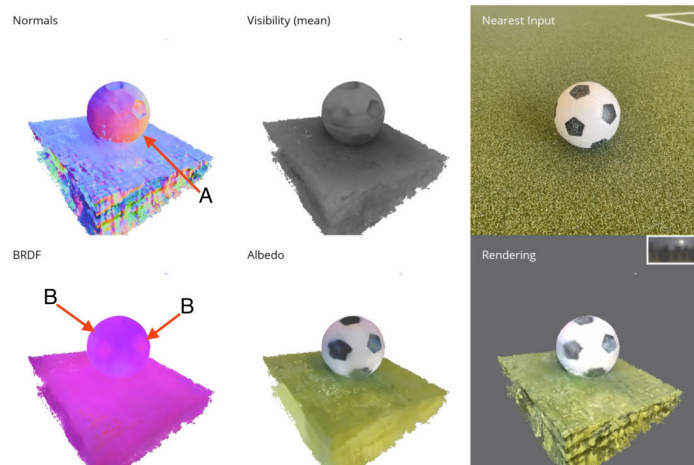 Normals
Visibility (mean)
Nearest Input
A
BRDF
Albedo
Rendering
B
B